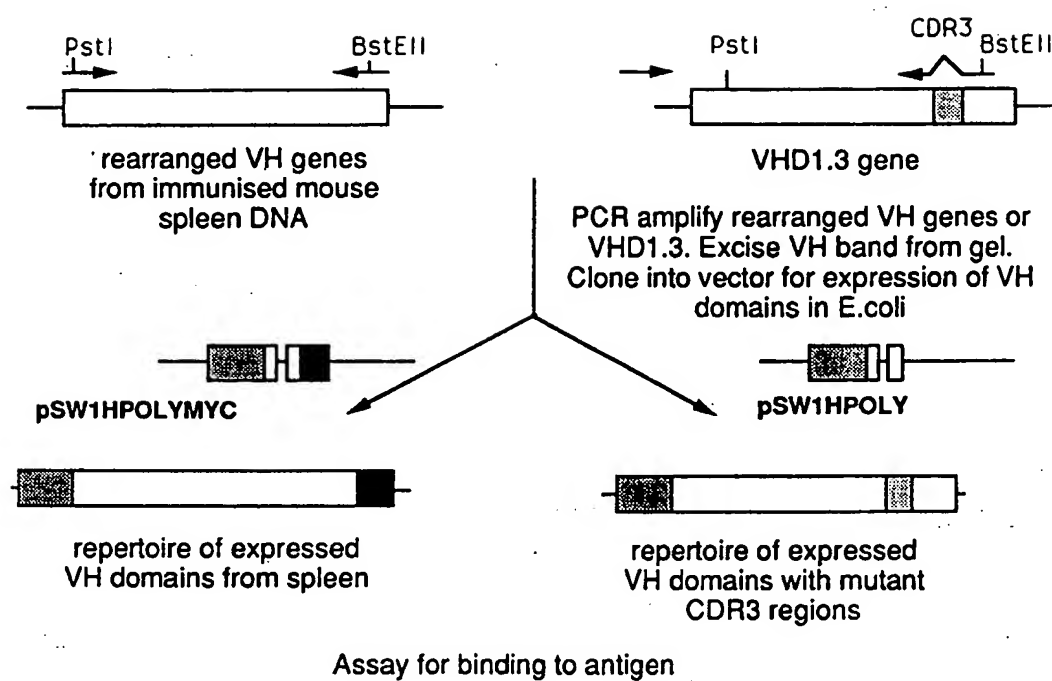 PstI
BstEII
rearranged VH genes
from immunised mouse
spleen DNA
PstI
CDR3
BstEII
VHD1.3 gene
PCR amplify rearranged VH genes or
VHD1.3. Excise VH band from gel.
Clone into vector for expression of VH
domains in E.coli
pSW1HPOLYMYC
pSW1HPOLY
repertoire of expressed
VH domains from spleen
repertoire of expressed
VH domains with mutant
CDR3 regions
Assay for binding to antigen